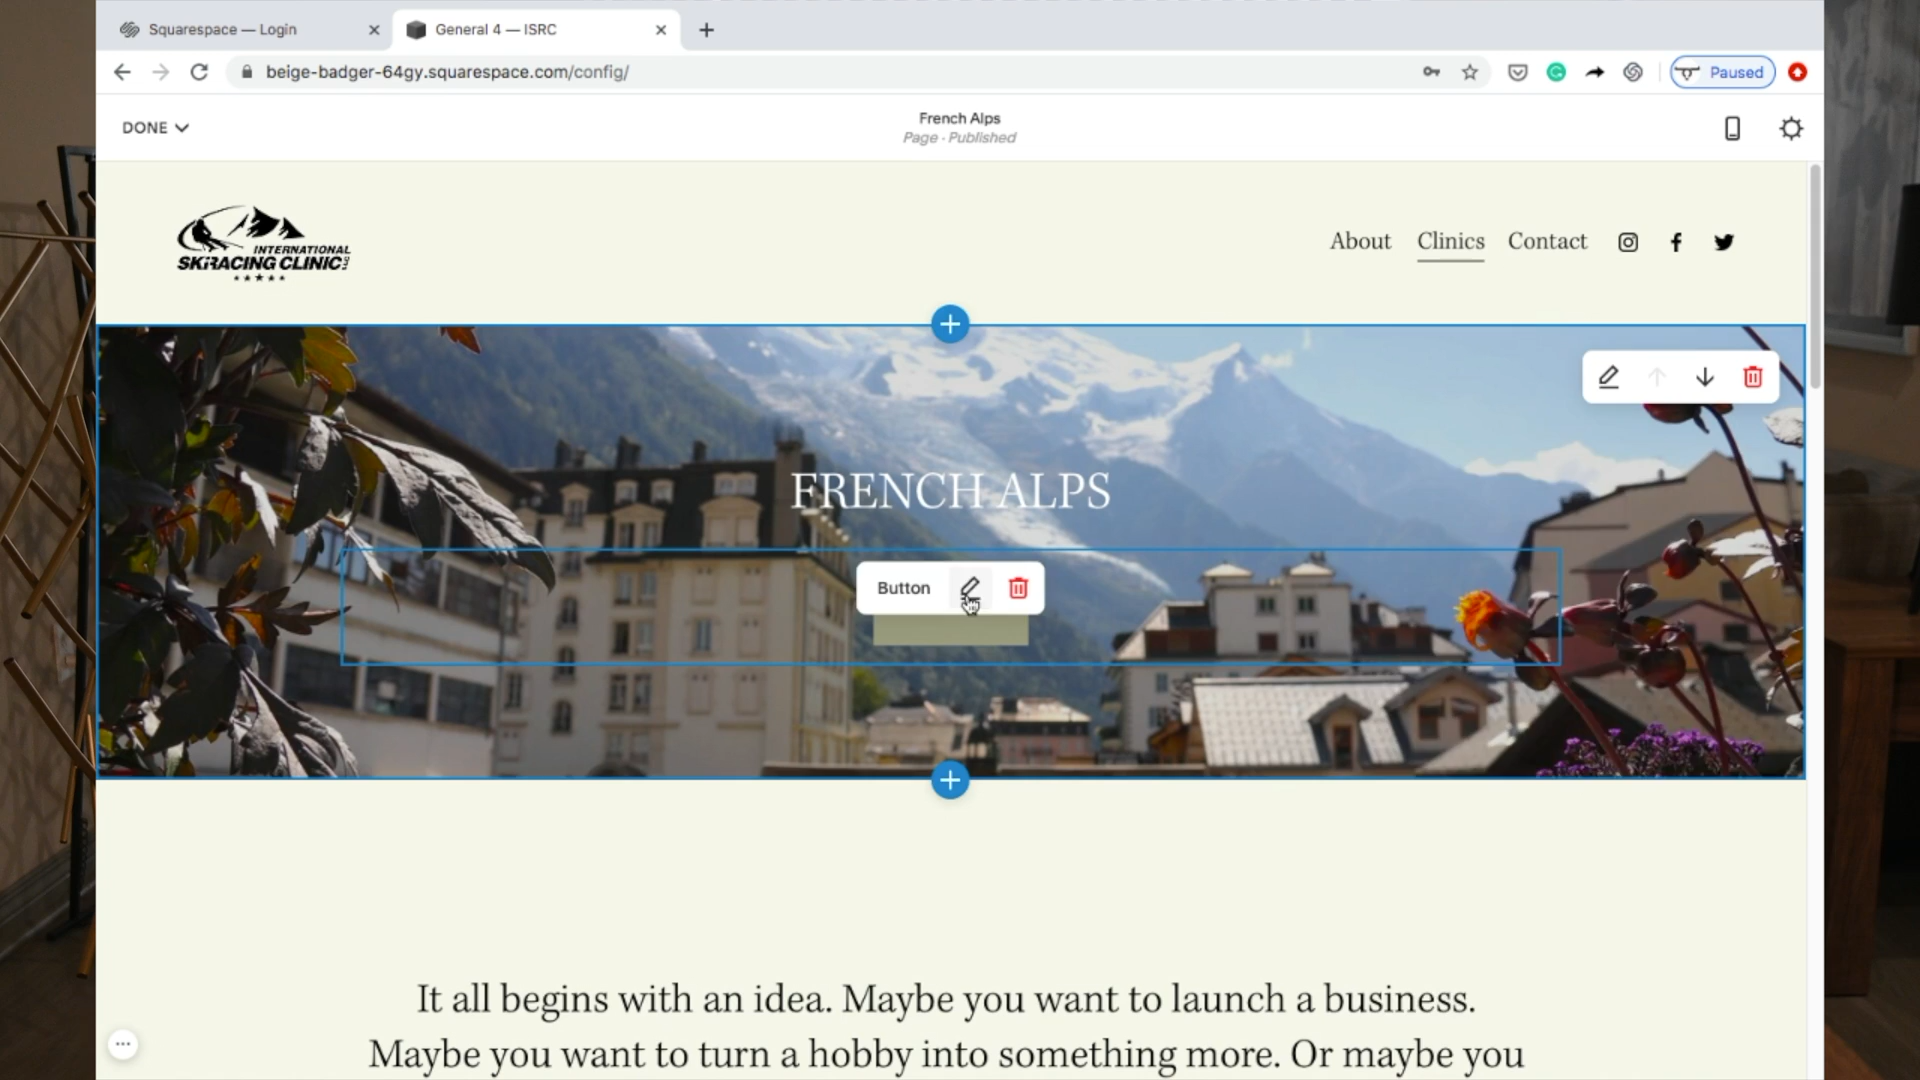 Squarespace — Login
General 4 — ISRC
beige-badger-64gy.squarespace.com/config/
Paused
DONE
French Alps
Page · Published
INTERNATIONAL
SKIRACING CLINIC
About
Clinics
Contact
FRENCH ALPS
Button
It all begins with an idea. Maybe you want to launch a business.
Maybe you want to turn a hobby into something more. Or maybe you